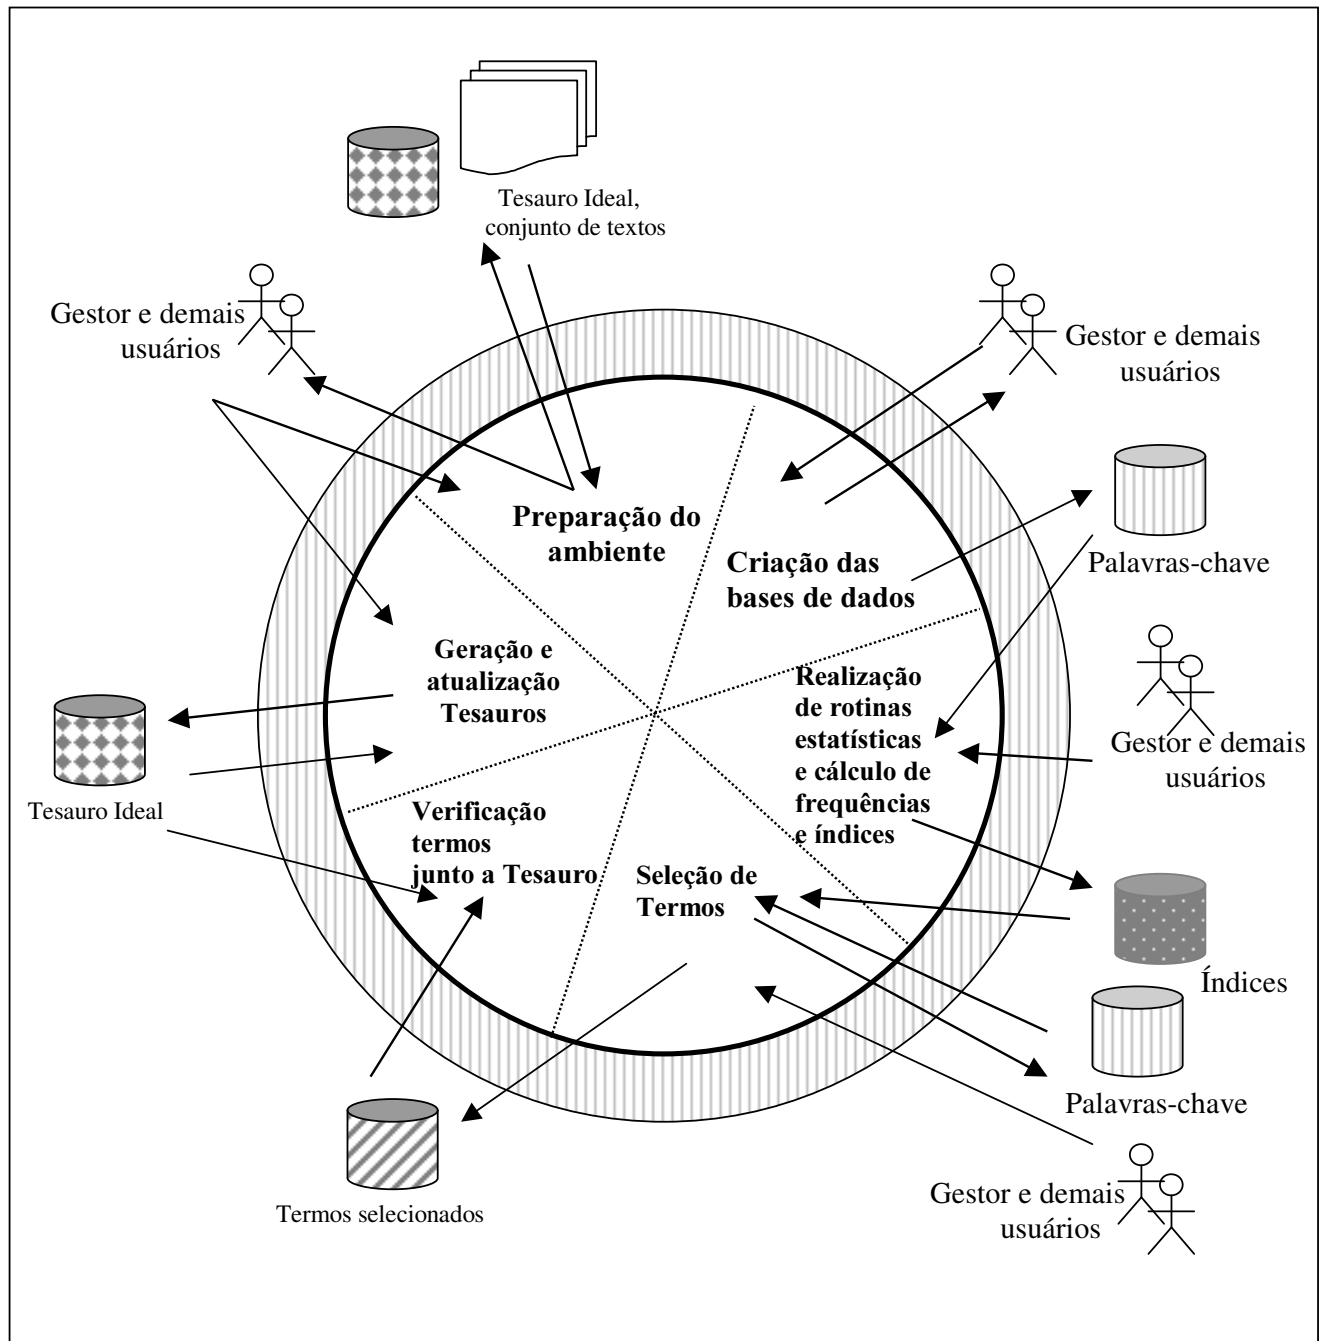 Tesauro Ideal,
conjunto de textos
Gestor e demais
usuários
Gestor e demais
usuários
Preparação do
ambiente
Criação das
bases de dados
Palavras-chave
Geração e
atualização
Tesauros
Realização
de rotinas
estatísticas
e cálculo de
frequências
e índices
Gestor e demais
usuários
Tesauro Ideal
Verificação
termos
junto a Tesauro
Seleção de
Termos
Índices
Palavras-chave
Termos selecionados
Gestor e demais
usuários